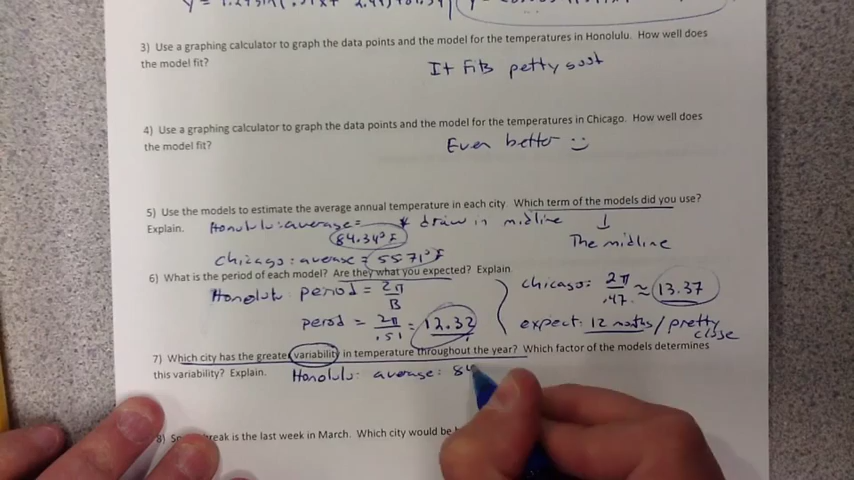 3) Use a graphing calculator to graph the data points and the model for the temperatures in Honolulu. How well does
the model fit?
It fits petty good
4) Use a graphing calculator to graph the data points and the model for the temperatures in Chicago. How well does
the model fit?
Even better
5) Use the models to estimate the average annual temperature in each city. Which term of the models did you use?
Explain.
Honolulu: average=
84.34°F
* draw in midline
↓
The midline
chicago: average = 55.71°F
6) What is the period of each model? Are they what you expected? Explain.
Honolulu: period = 2π/B
period = 2π/.51 = 12.32
chicago: 2π/.47 ≈ 13.37
expect: 12 months / pretty
close
7) Which city has the greater variability in temperature throughout the year? Which factor of the models determines
this variability? Explain.
Honolulu: average: 84
8) break is the last week in March. Which city would be